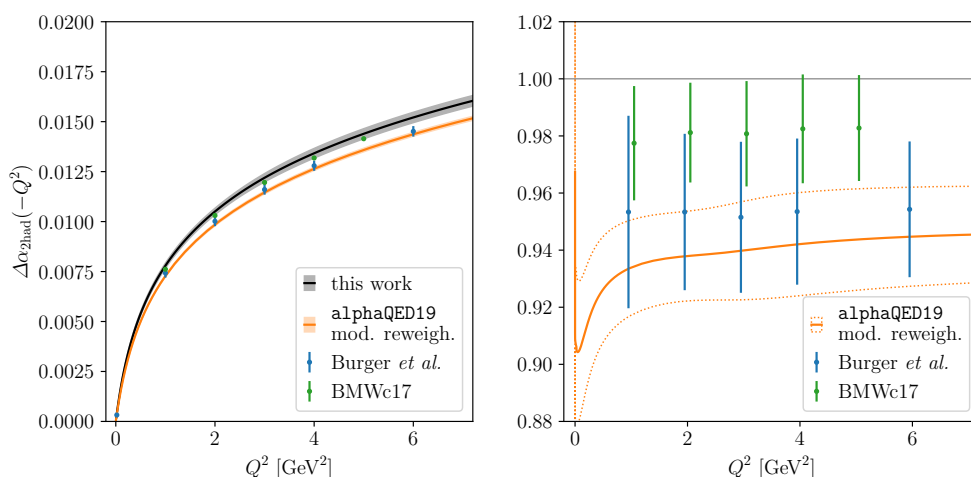 0.0200
0.0175
0.0150
0.0125
0.0100
0.0075
0.0050
0.0025
0.0000
Δα₂had(−Q²)
0
2
4
6
Q² [GeV²]
this work
alphaQED19
mod. reweigh.
Burger et al.
BMWc17
1.02
1.00
0.98
0.96
0.94
0.92
0.90
0.88
0
2
4
6
Q² [GeV²]
alphaQED19
mod. reweigh.
Burger et al.
BMWc17